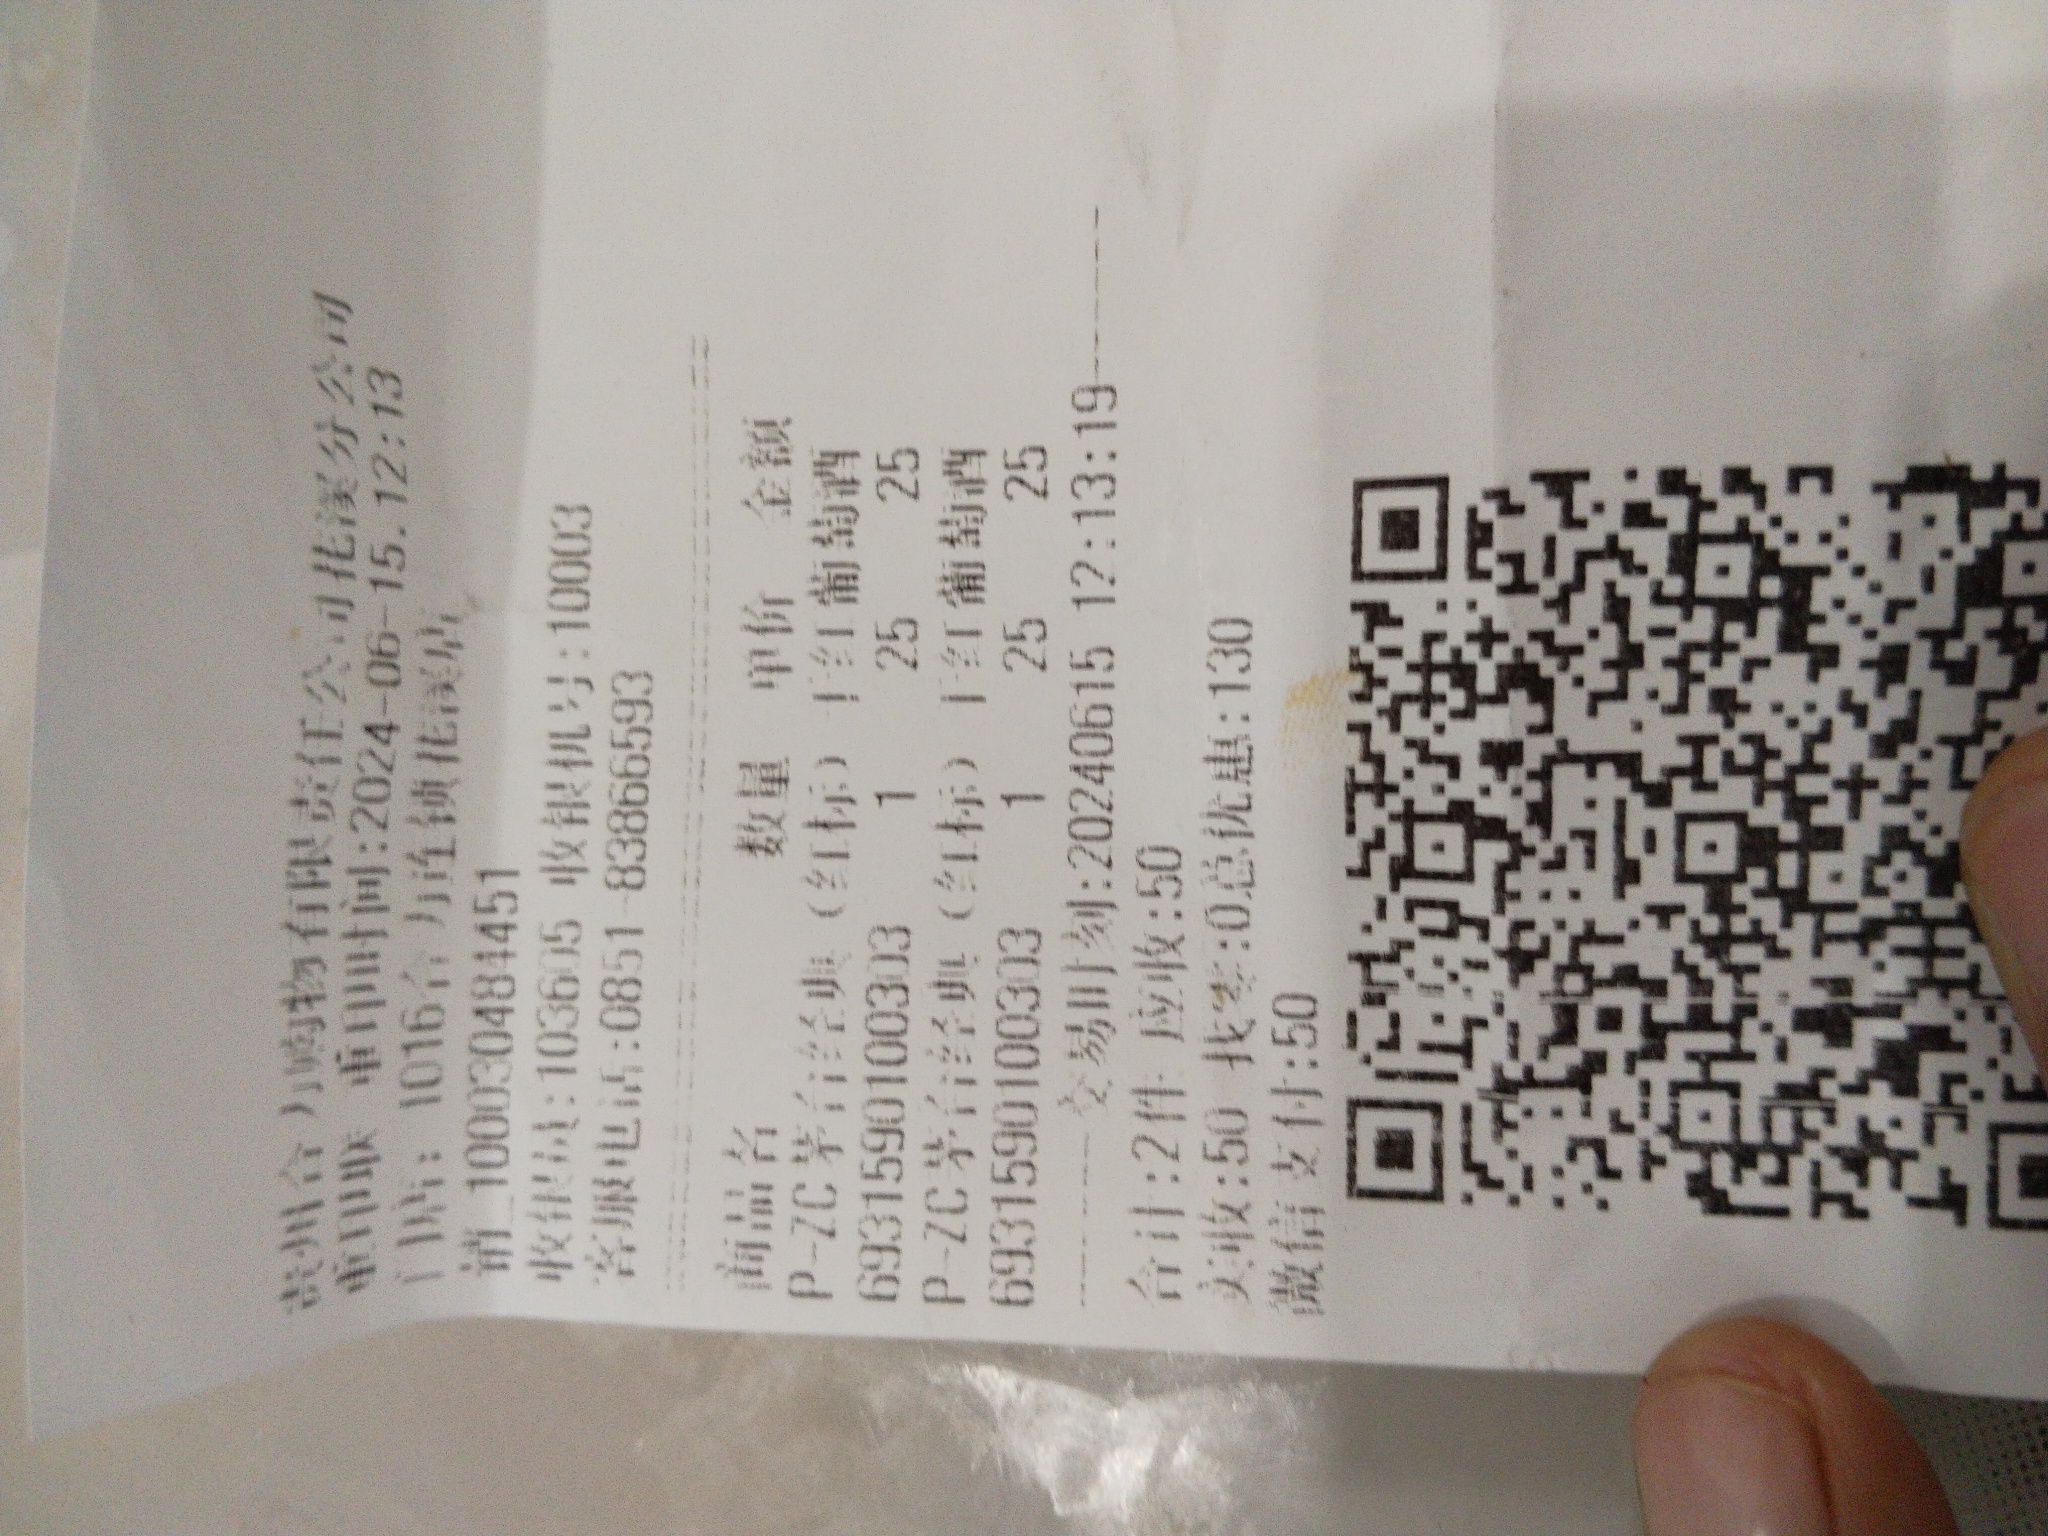 贵州合力购物有限责任公司花溪分公司
重印联 重印时间:2024-06-15.12:13
门店: 1016合力连锁花溪店
销_1000303484451
收银员:103605 收银机号:10003
客服电话:0851-83866593
商品名 数量 单价 金额
P-ZC茅台经典(红标)干红葡萄酒
6931590100303 1 25 25
P-ZC茅台经典(红标)干红葡萄酒
6931590100303 1 25 25
交易时刻:20240615 12:13:19
合计:2件 应收:50
实收:50 找零:0总优惠:130
微信支付:50